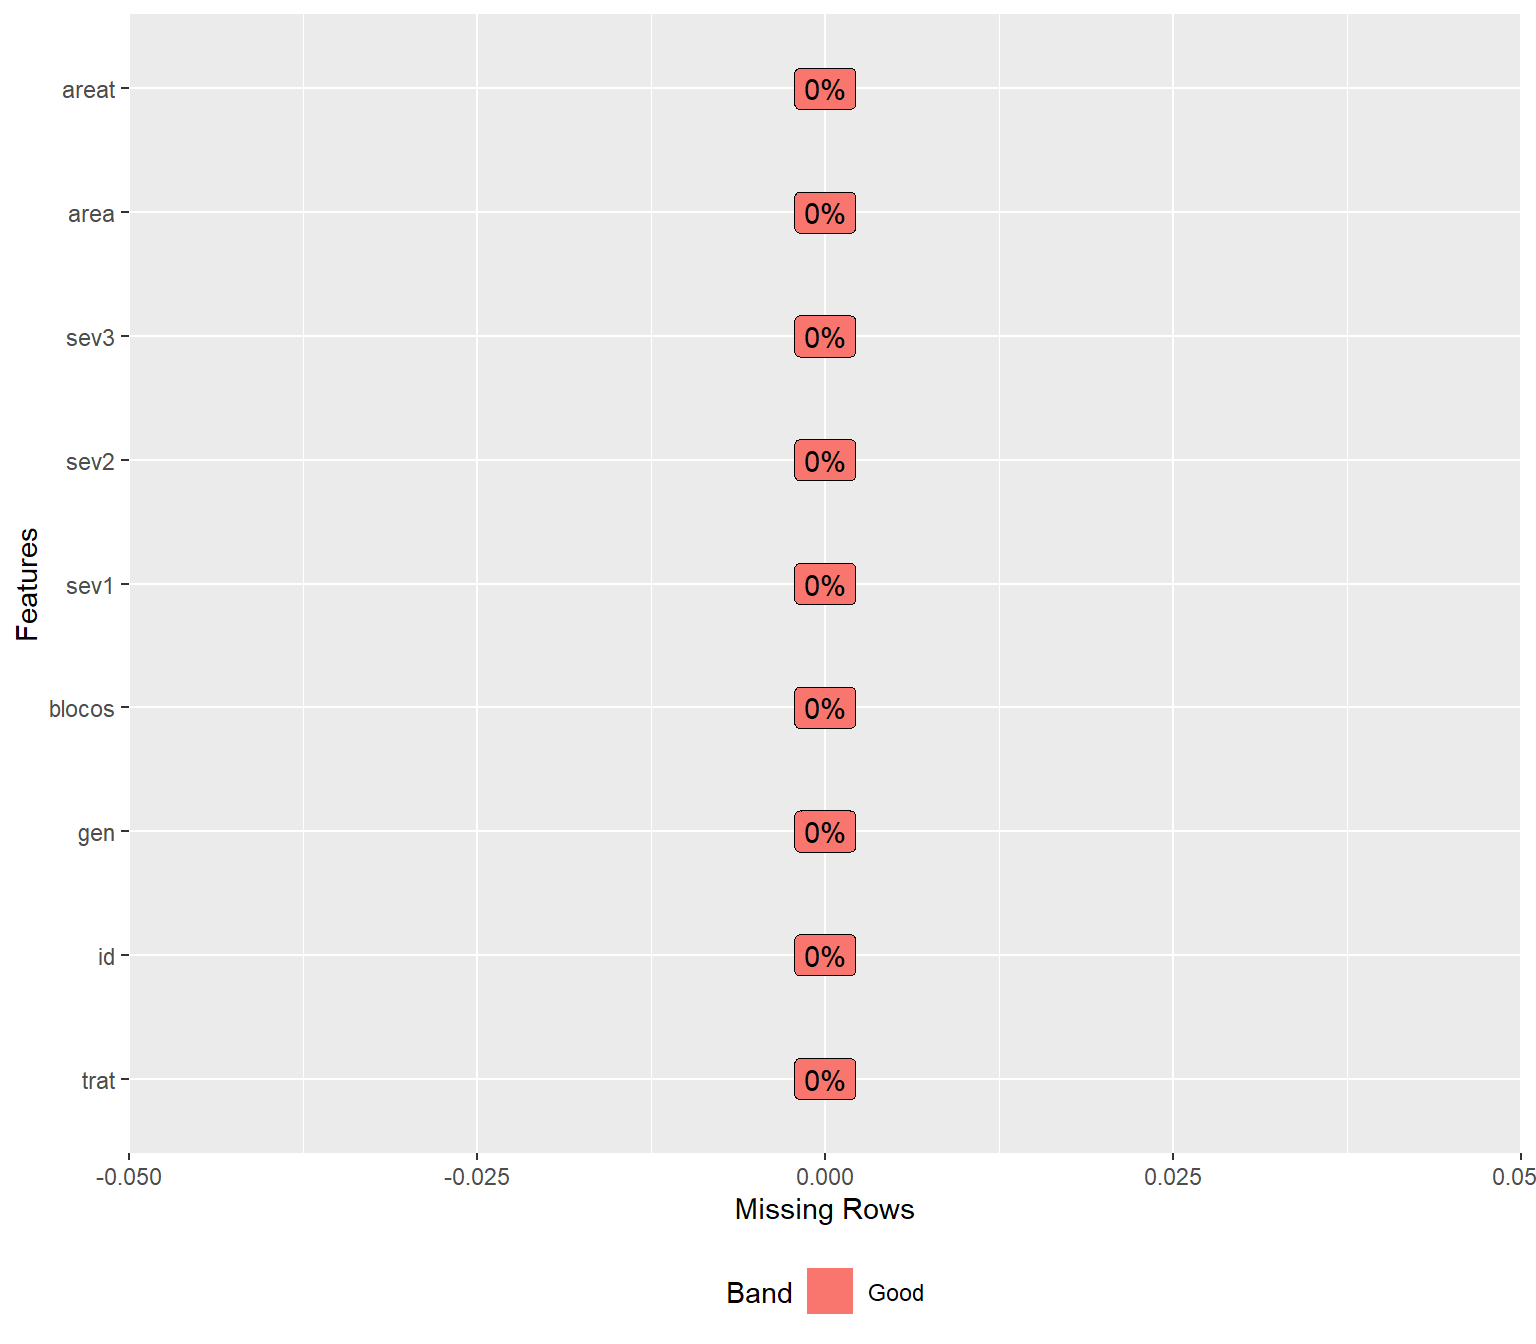 areat
0%
area
0%
sev3
0%
sev2
0%
sev1
0%
blocos
0%
gen
0%
id
0%
trat
0%
Features
-0.050 -0.025 0.000 0.025 0.05
Missing Rows
Band Good